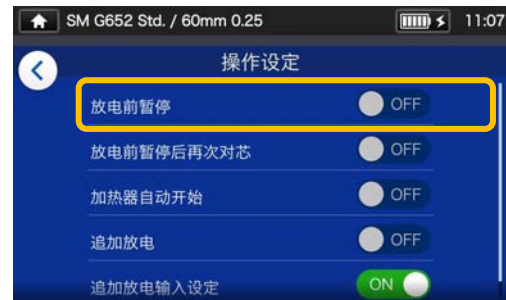 SM G652 Std. / 60mm 0.25 11:07
操作设定
放电前暂停 OFF
放电前暂停后再次对芯 OFF
加热器自动开始 OFF
追加放电 OFF
追加放电输入设定 ON